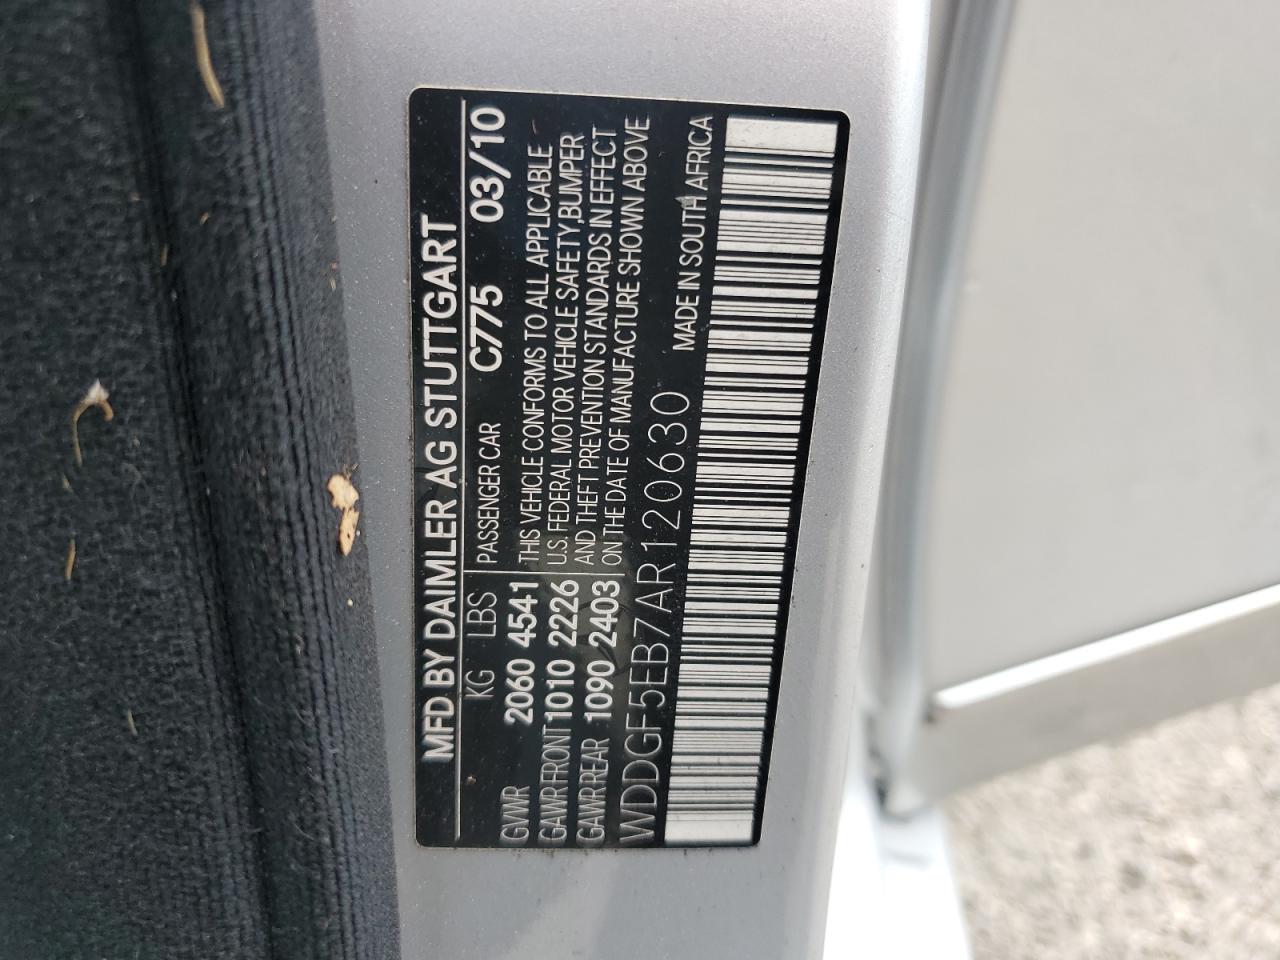 MFD BY DAIMLER AG STUTTGART
KG LBS PASSENGER CAR C775 03/10
GVWR 2060 4541 THIS VEHICLE CONFORMS TO ALL APPLICABLE
GAWR FRONT 1010 2226 U.S. FEDERAL MOTOR VEHICLE SAFETY, BUMPER
GAWR REAR 1090 2403 AND THEFT PREVENTION STANDARDS IN EFFECT
ON THE DATE OF MANUFACTURE SHOWN ABOVE
WDDGF5EB7AR120630 MADE IN SOUTH AFRICA